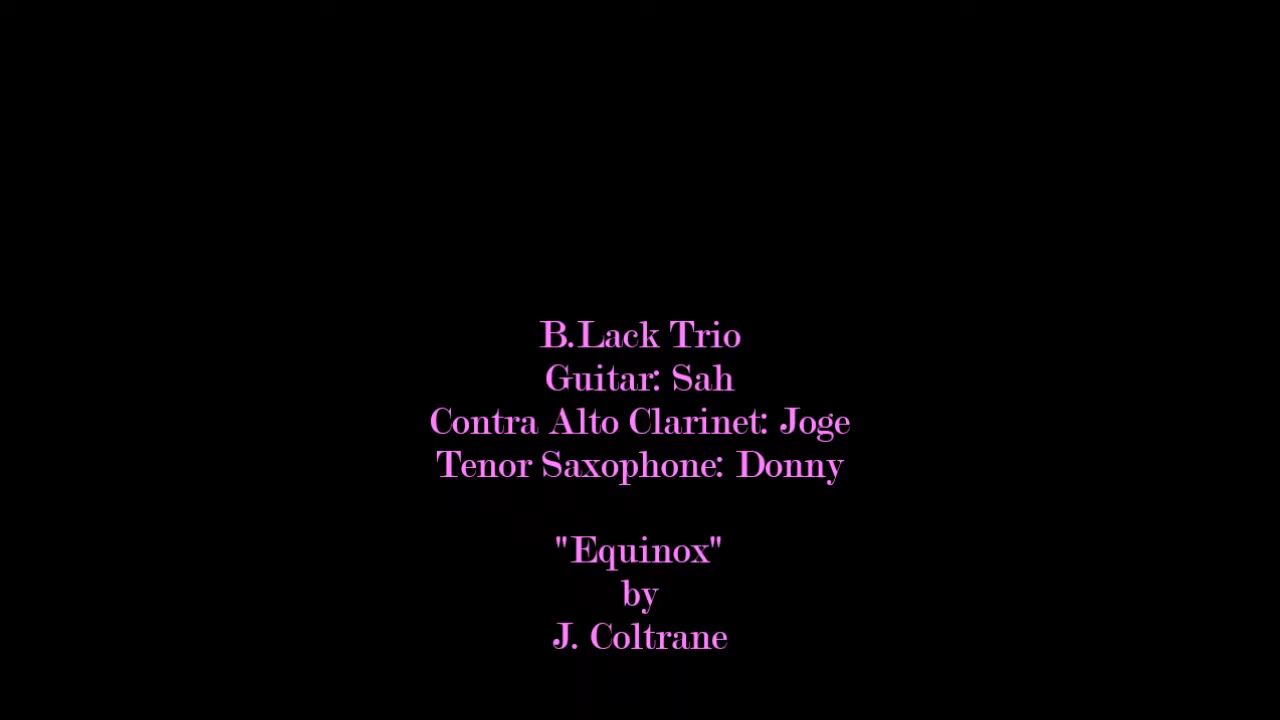 B.Lack Trio
Guitar: Sah
Contra Alto Clarinet: Joge
Tenor Saxophone: Donny
"Equinox"
by
J. Coltrane